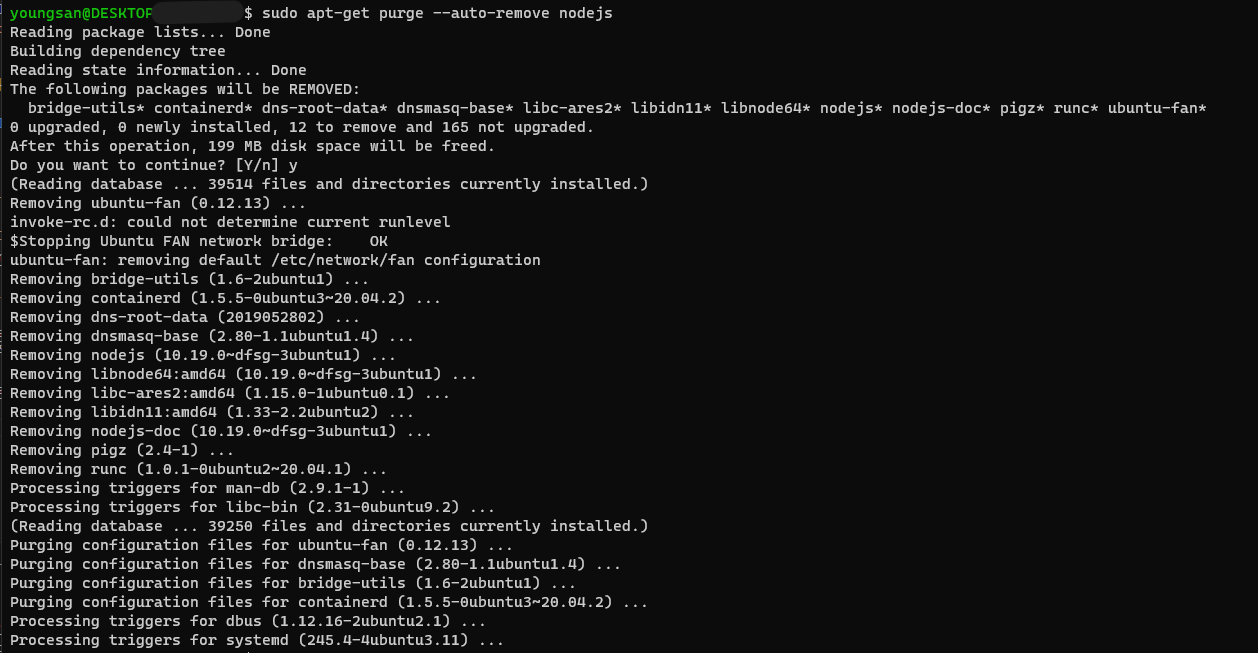 youngsan@DESKTOP $ sudo apt-get purge --auto-remove nodejs
Reading package lists... Done
Building dependency tree
Reading state information... Done
The following packages will be REMOVED:
  bridge-utils* containerd* dns-root-data* dnsmasq-base* libc-ares2* libidn11* libnode64* nodejs* nodejs-doc* pigz* runc* ubuntu-fan*
0 upgraded, 0 newly installed, 12 to remove and 165 not upgraded.
After this operation, 199 MB disk space will be freed.
Do you want to continue? [Y/n] y
(Reading database ... 39514 files and directories currently installed.)
Removing ubuntu-fan (0.12.13) ...
invoke-rc.d: could not determine current runlevel
$Stopping Ubuntu FAN network bridge:    OK
ubuntu-fan: removing default /etc/network/fan configuration
Removing bridge-utils (1.6-2ubuntu1) ...
Removing containerd (1.5.5-0ubuntu3~20.04.2) ...
Removing dns-root-data (2019052802) ...
Removing dnsmasq-base (2.80-1.1ubuntu1.4) ...
Removing nodejs (10.19.0~dfsg-3ubuntu1) ...
Removing libnode64:amd64 (10.19.0~dfsg-3ubuntu1) ...
Removing libc-ares2:amd64 (1.15.0-1ubuntu0.1) ...
Removing libidn11:amd64 (1.33-2.2ubuntu2) ...
Removing nodejs-doc (10.19.0~dfsg-3ubuntu1) ...
Removing pigz (2.4-1) ...
Removing runc (1.0.1-0ubuntu2~20.04.1) ...
Processing triggers for man-db (2.9.1-1) ...
Processing triggers for libc-bin (2.31-0ubuntu9.2) ...
(Reading database ... 39250 files and directories currently installed.)
Purging configuration files for ubuntu-fan (0.12.13) ...
Purging configuration files for dnsmasq-base (2.80-1.1ubuntu1.4) ...
Purging configuration files for bridge-utils (1.6-2ubuntu1) ...
Purging configuration files for containerd (1.5.5-0ubuntu3~20.04.2) ...
Processing triggers for dbus (1.12.16-2ubuntu2.1) ...
Processing triggers for systemd (245.4-4ubuntu3.11) ...